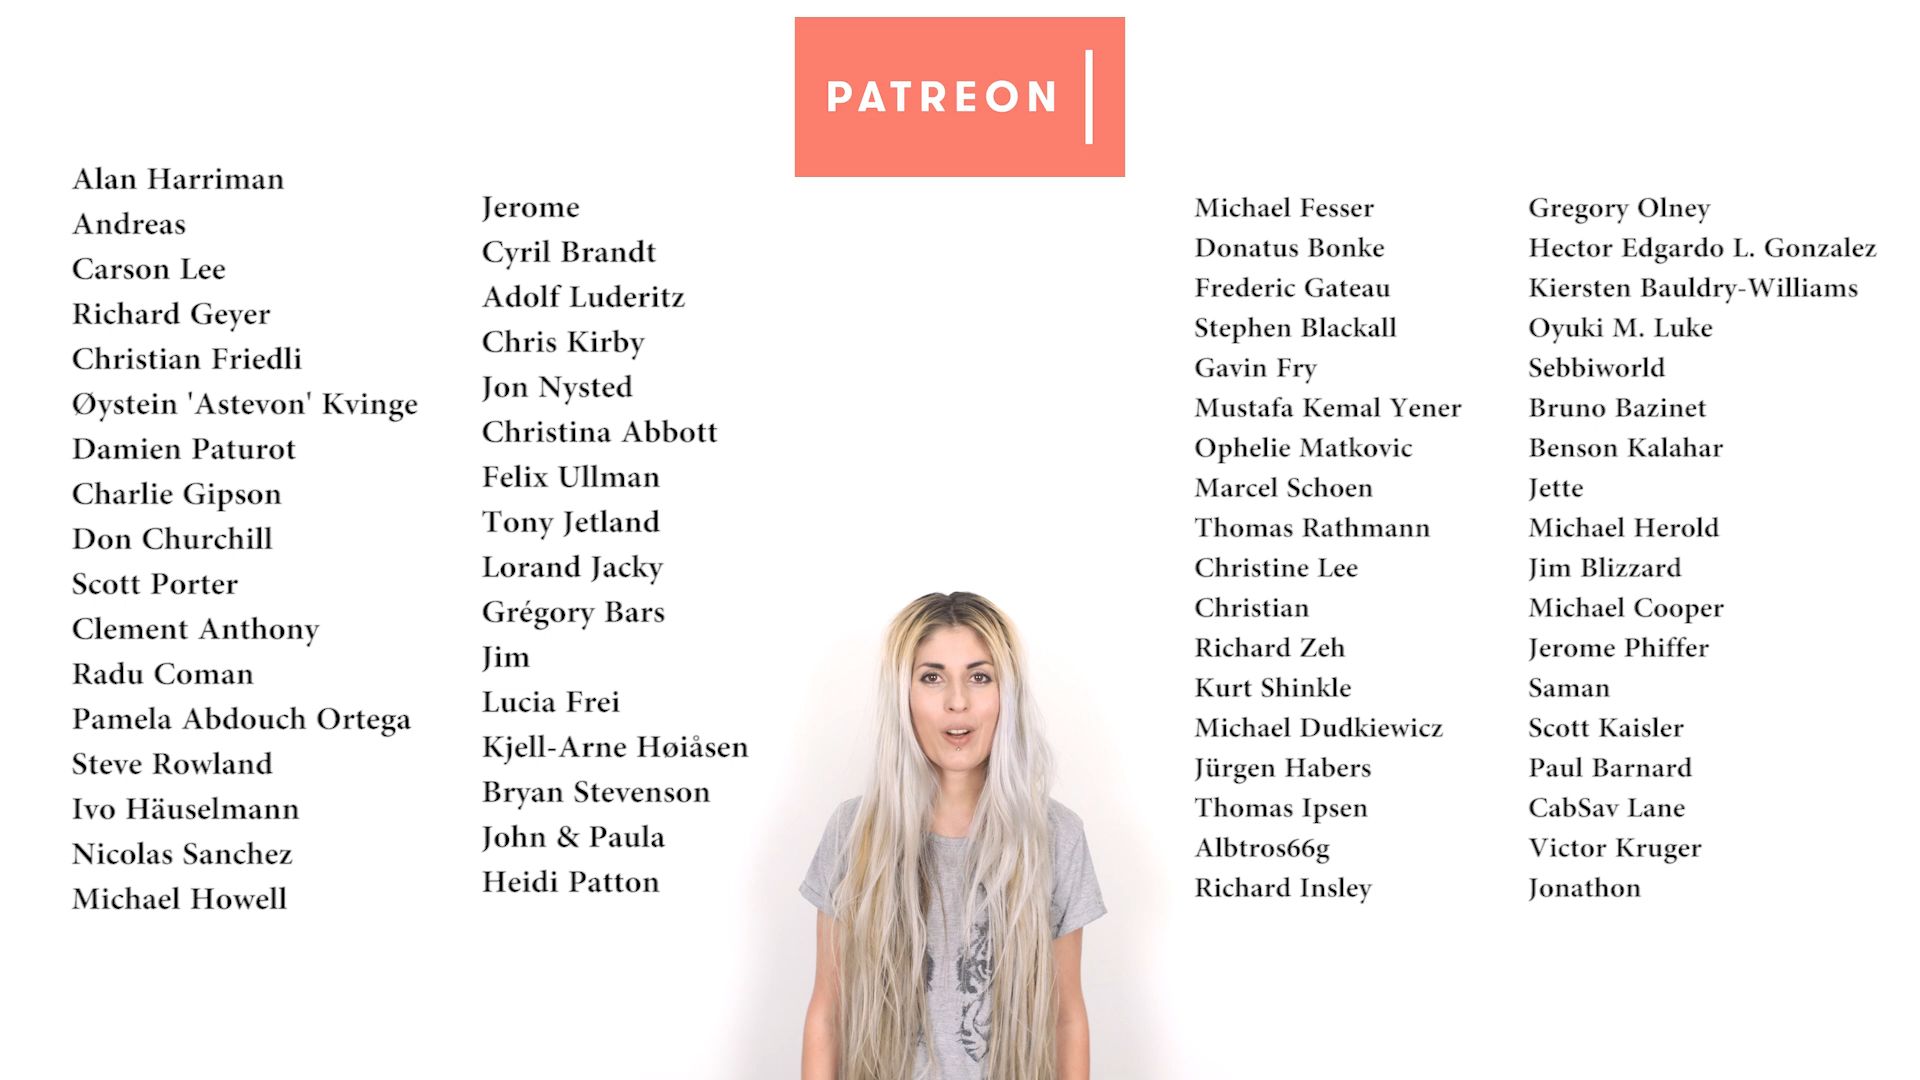 PATREON
Alan Harriman
Andreas
Carson Lee
Richard Geyer
Christian Friedli
Øystein 'Astevon' Kvinge
Damien Paturot
Charlie Gipson
Don Churchill
Scott Porter
Clement Anthony
Radu Coman
Pamela Abdouch Ortega
Steve Rowland
Ivo Häuselmann
Nicolas Sanchez
Michael Howell
Jerome
Cyril Brandt
Adolf Luderitz
Chris Kirby
Jon Nysted
Christina Abbott
Felix Ullman
Tony Jetland
Lorand Jacky
Grégory Bars
Jim
Lucia Frei
Kjell-Arne Høiåsen
Bryan Stevenson
John & Paula
Heidi Patton
Michael Fesser
Donatus Bonke
Frederic Gateau
Stephen Blackall
Gavin Fry
Mustafa Kemal Yener
Ophelie Matkovic
Marcel Schoen
Thomas Rathmann
Christine Lee
Christian
Richard Zeh
Kurt Shinkle
Michael Dudkiewicz
Jürgen Habers
Thomas Ipsen
Albtros66g
Richard Insley
Gregory Olney
Hector Edgardo L. Gonzalez
Kiersten Bauldry-Williams
Oyuki M. Luke
Sebbiworld
Bruno Bazinet
Benson Kalahar
Jette
Michael Herold
Jim Blizzard
Michael Cooper
Jerome Phiffer
Saman
Scott Kaisler
Paul Barnard
CabSav Lane
Victor Kruger
Jonathon